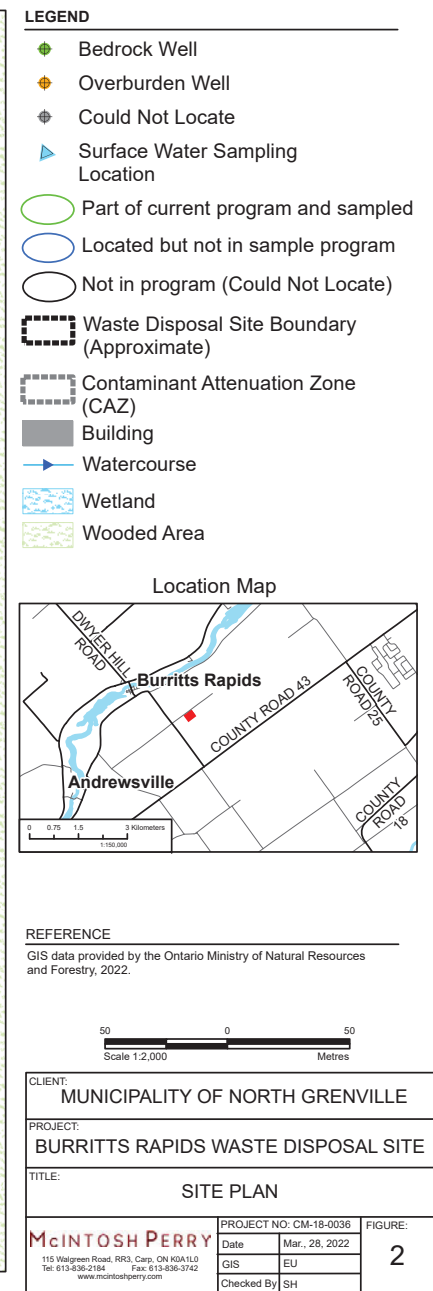 LEGEND
Bedrock Well
Overburden Well
Could Not Locate
Surface Water Sampling
Location
Part of current program and sampled
Located but not in sample program
Not in program (Could Not Locate)
Waste Disposal Site Boundary
(Approximate)
Contaminant Attenuation Zone
(CAZ)
Building
Watercourse
Wetland
Wooded Area
Location Map
DWYER HILL
ROAD
Burritts Rapids
COUNTY ROAD 43
COUNTY
ROAD 25
Andrewsville
COUNTY
ROAD
18
0 0.75 1.5 3 Kilometers
1:150,000
REFERENCE
GIS data provided by the Ontario Ministry of Natural Resources
and Forestry, 2022.
50 0 50
Scale 1:2,000 Metres
CLIENT:
MUNICIPALITY OF NORTH GRENVILLE
PROJECT:
BURRITTS RAPIDS WASTE DISPOSAL SITE
TITLE:
SITE PLAN
McINTOSH PERRY
115 Walgreen Road, RR3, Carp, ON K0A1L0
Tel: 613-836-2184 Fax: 613-836-3742
www.mcintoshperry.com
PROJECT NO: CM-18-0036
Date Mar., 28, 2022
GIS EU
Checked By SH
FIGURE:
2